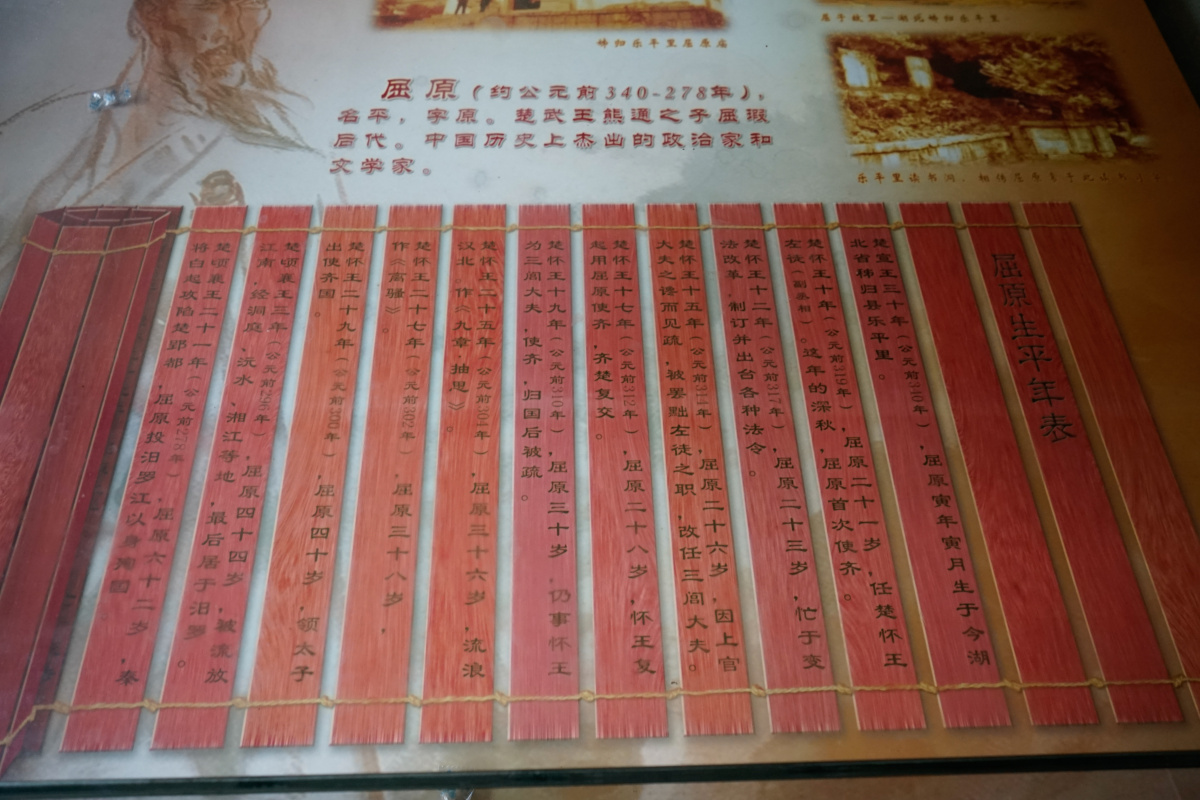 秭归乐平里屈原庙
屈原(约公元前340-278年),
名平，字原。楚武王熊通之子屈瑕
后代。中国历史上杰出的政治家和
文学家。
屈原生平年表
楚宣王三十年（公元前340年），屈原寅年寅月生于今湖
北省秭归县乐平里。
楚怀王十年（公元前319年），屈原二十一岁，任楚怀王
左徒（副丞相）。这年的深秋，屈原首次使齐。
楚怀王十二年（公元前317年），屈原二十三岁，忙于变
法改革，制订并出台各种法令。
楚怀王十五年（公元前314年），屈原二十六岁，因上官
大夫之谗而见疏，被罢黜左徒之职，改任三闾大夫。
楚怀王十七年（公元前312年），屈原二十八岁，怀王复
起用屈原使齐，齐楚复交。
楚怀王十九年（公元前310年），屈原三十岁，仍事怀王
为三闾大夫，使齐，归国后被疏。
楚怀王二十五年（公元前304年），屈原三十六岁，流浪
汉北，作《九章·抽思》。
楚怀王二十七年（公元前302年），屈原三十八岁，
作《离骚》。
楚怀王二十九年（公元前300年），屈原四十岁，领太子
出使齐国。
楚顷襄王三年（公元前296年），屈原四十四岁，被流放
江南，经洞庭、沅水、湘江等地，最后居于汨罗。
楚顷襄王二十一年（公元前278年），屈原六十二岁，秦
将白起攻陷楚郢都，屈原投汨罗江以身殉国